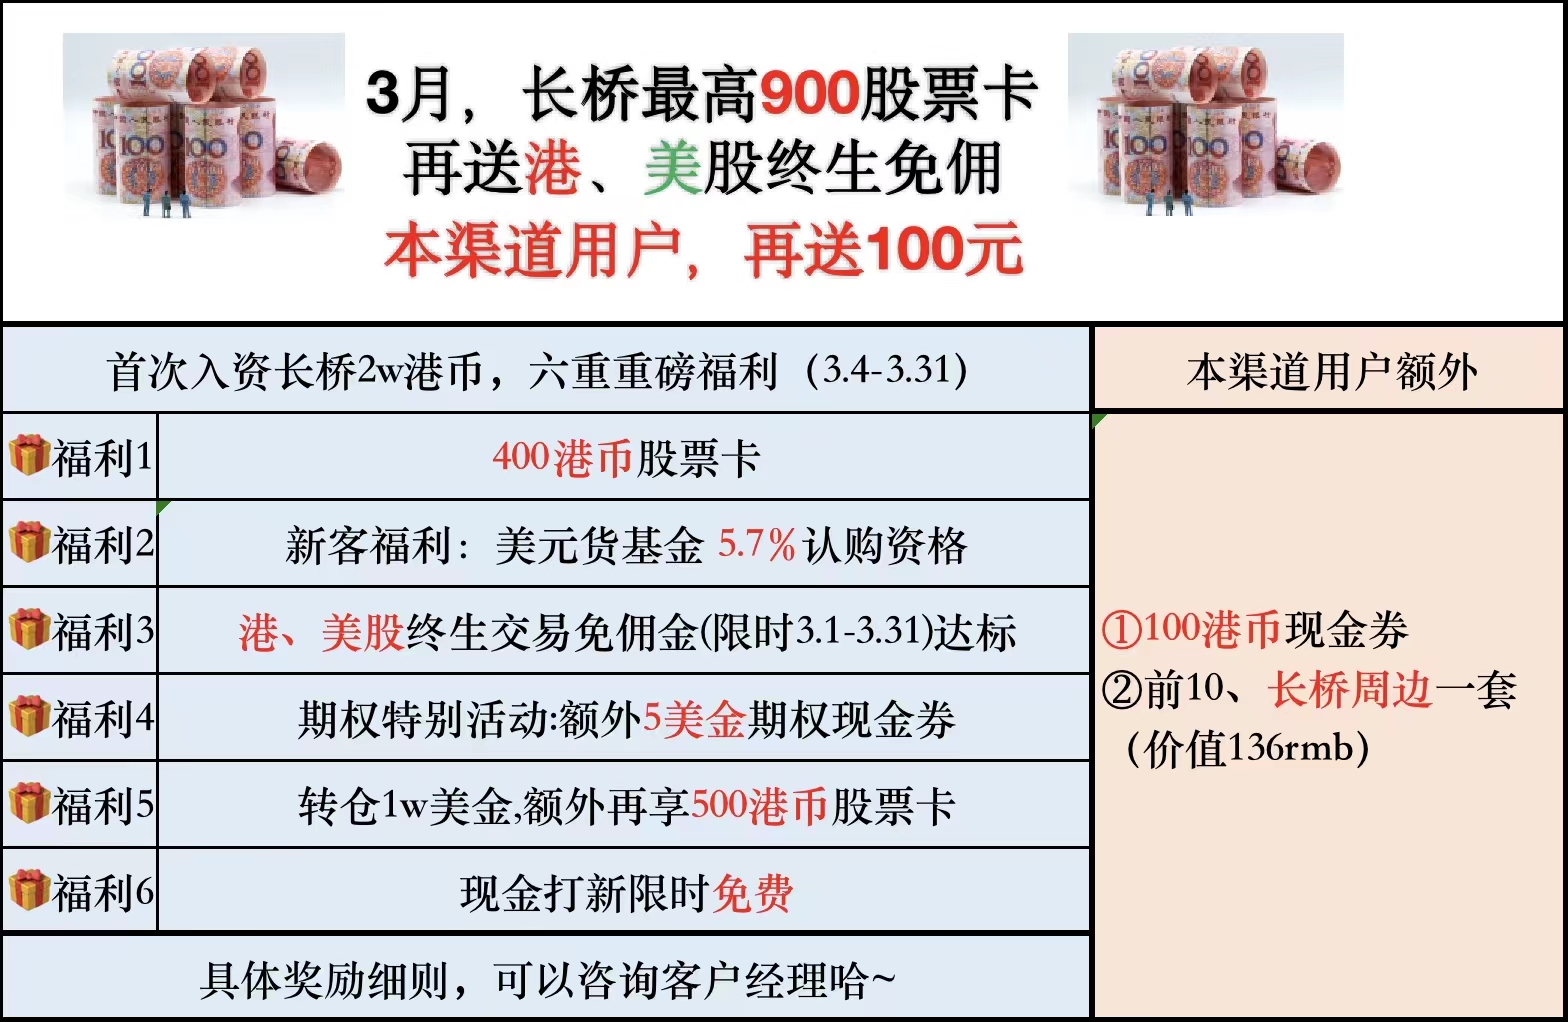 3月，长桥最高900股票卡
再送港、美股终生免佣
本渠道用户，再送100元
首次入资长桥2w港币，六重重磅福利（3.4-3.31）
本渠道用户额外
福利1
400港币股票卡
福利2
新客福利：美元货基金 5.7%认购资格
福利3
港、美股终生交易免佣金(限时3.1-3.31)达标
福利4
期权特别活动:额外5美金期权现金券
福利5
转仓1w美金,额外再享500港币股票卡
福利6
现金打新限时免费
具体奖励细则，可以咨询客户经理哈~
①100港币现金券
②前10、长桥周边一套
（价值136rmb）